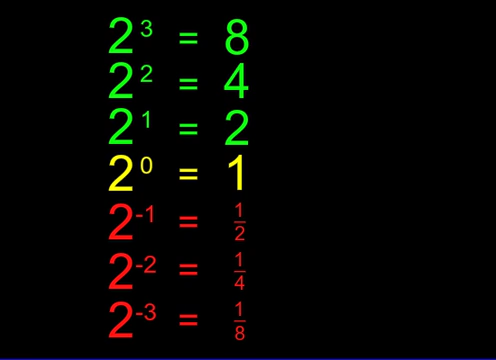 2³ = 8
2² = 4
2¹ = 2
2⁰ = 1
2⁻¹ = 1/2
2⁻² = 1/4
2⁻³ = 1/8